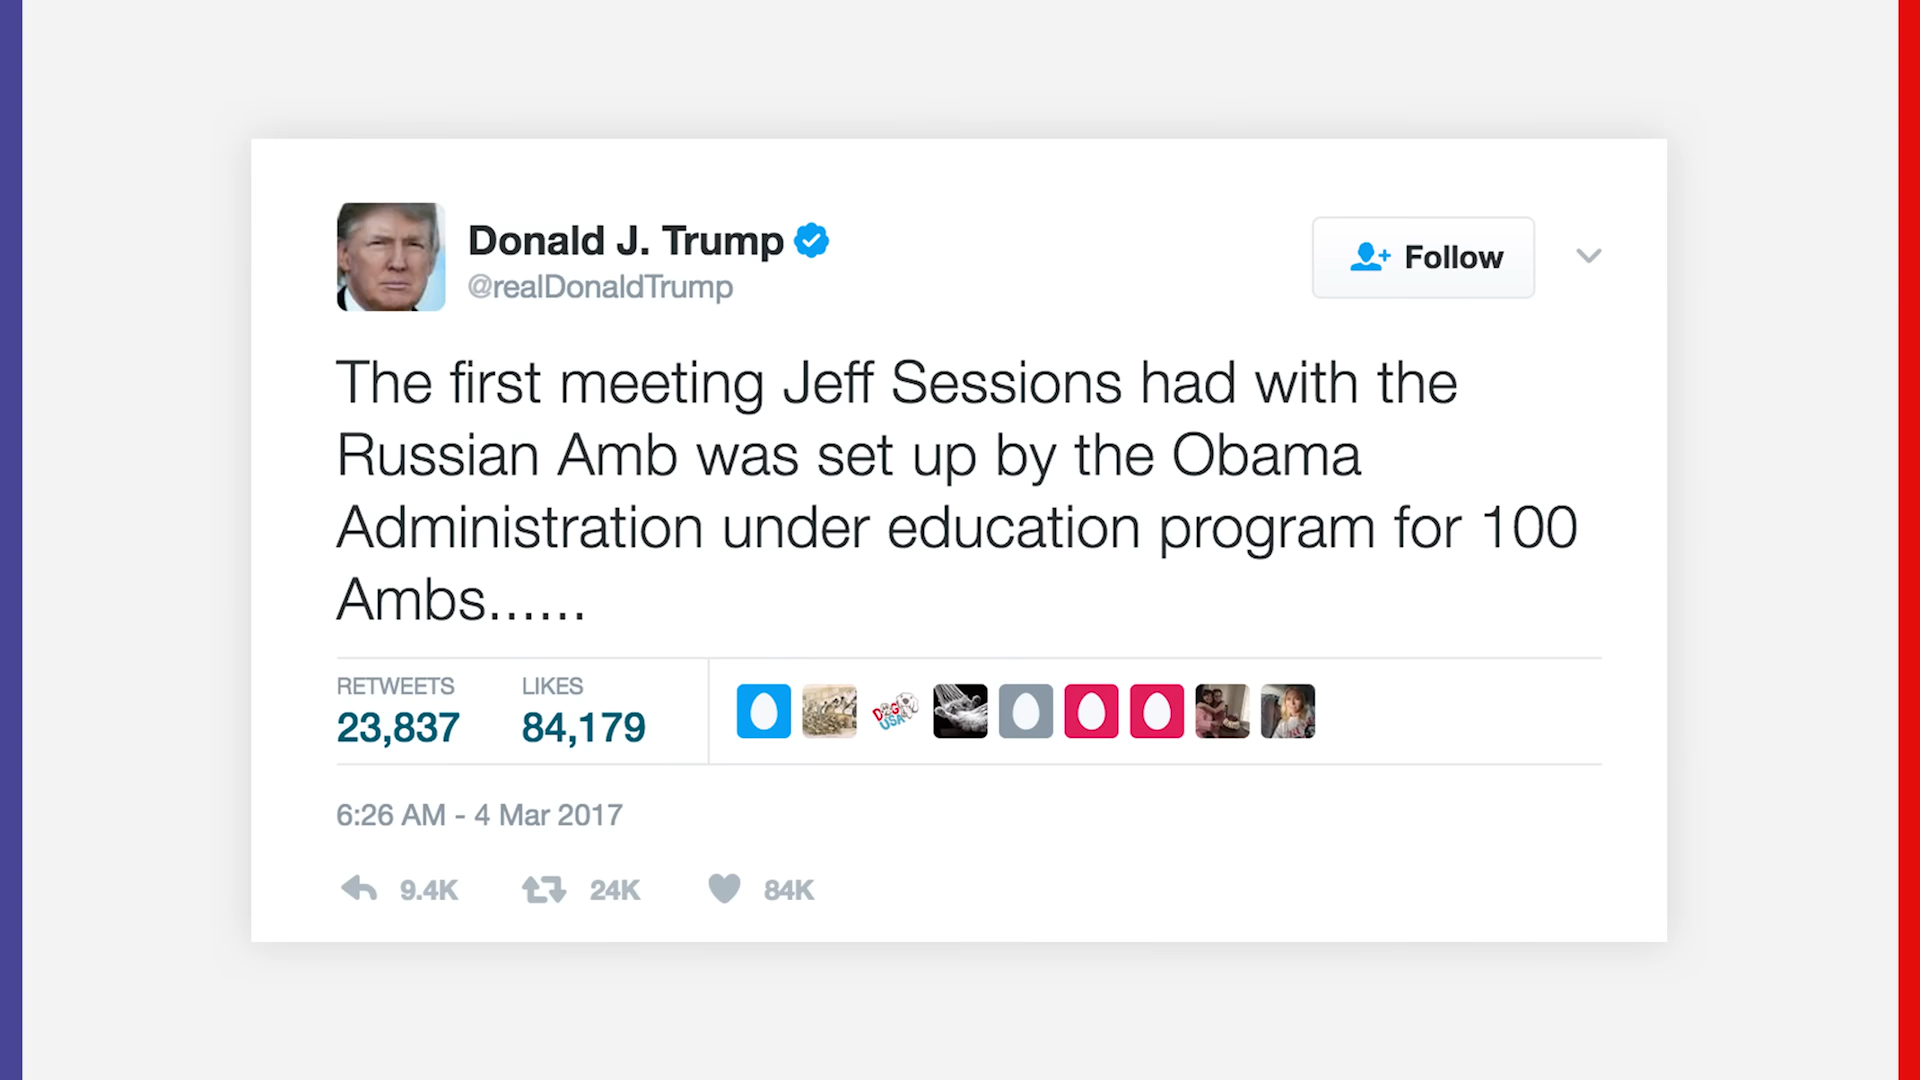 Donald J. Trump
@realDonaldTrump
Follow
The first meeting Jeff Sessions had with the
Russian Amb was set up by the Obama
Administration under education program for 100
Ambs......
RETWEETS LIKES
23,837 84,179
DOG
USA
6:26 AM - 4 Mar 2017
9.4K 24K 84K